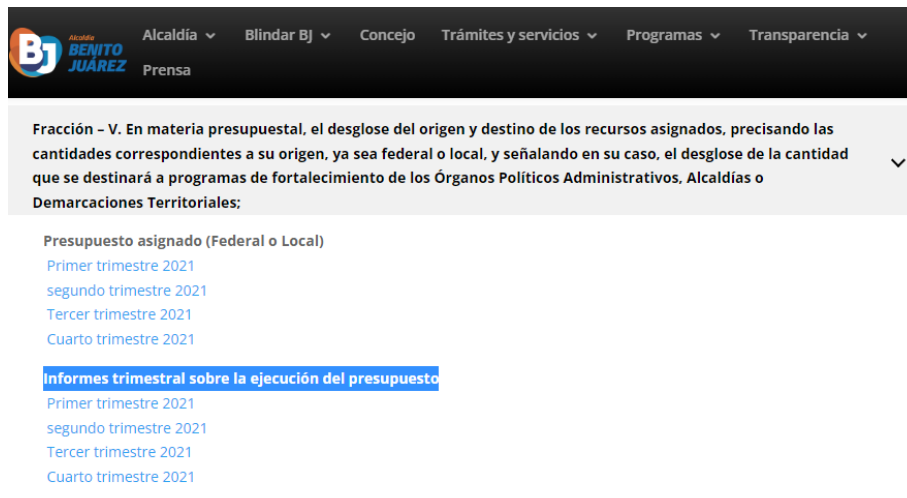 Alcaldía
BENITO
JUÁREZ
BJ
Alcaldía Blindar BJ Concejo Trámites y servicios Programas Transparencia
Prensa
Fracción – V. En materia presupuestal, el desglose del origen y destino de los recursos asignados, precisando las
cantidades correspondientes a su origen, ya sea federal o local, y señalando en su caso, el desglose de la cantidad
que se destinará a programas de fortalecimiento de los Órganos Políticos Administrativos, Alcaldías o
Demarcaciones Territoriales;
Presupuesto asignado (Federal o Local)
Primer trimestre 2021
segundo trimestre 2021
Tercer trimestre 2021
Cuarto trimestre 2021
Informes trimestral sobre la ejecución del presupuesto
Primer trimestre 2021
segundo trimestre 2021
Tercer trimestre 2021
Cuarto trimestre 2021